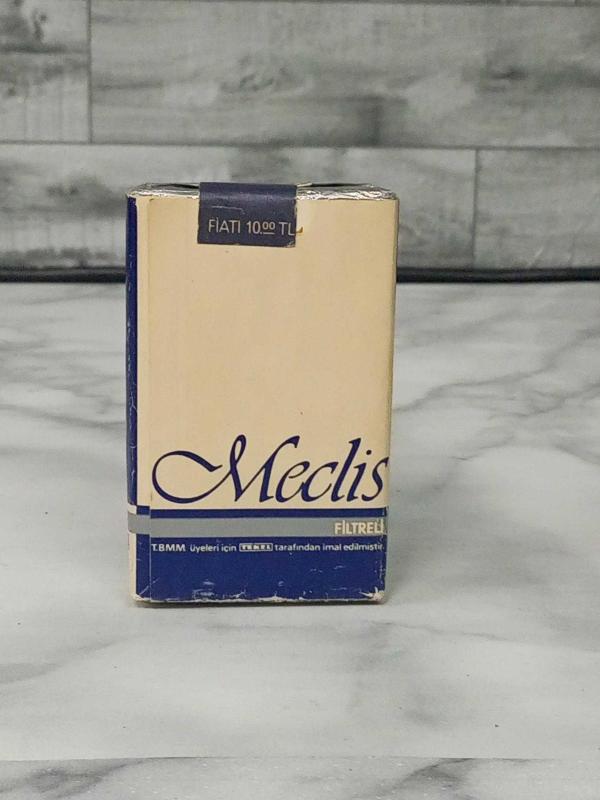 FİATI 10.00 TL
Meclis
FİLTRELİ
T.B.M.M. üyeleri için TEKEL tarafından imal edilmiştir.